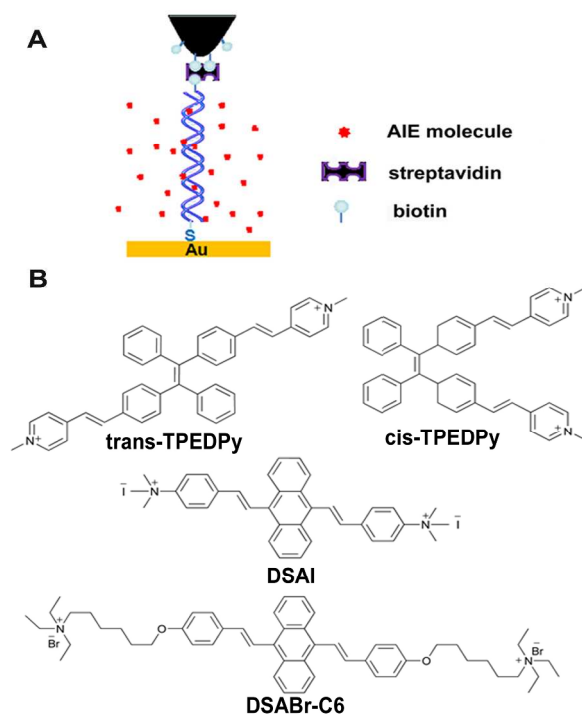 A
AIE molecule
streptavidin
biotin
S
Au
B
N
+
N
+
trans-TPEDPy
N
+
N
+
cis-TPEDPy
I
−
N
+
N
+
I
−
DSAI
N
+
Br
−
O
O
N
+
Br
−
DSABr-C6